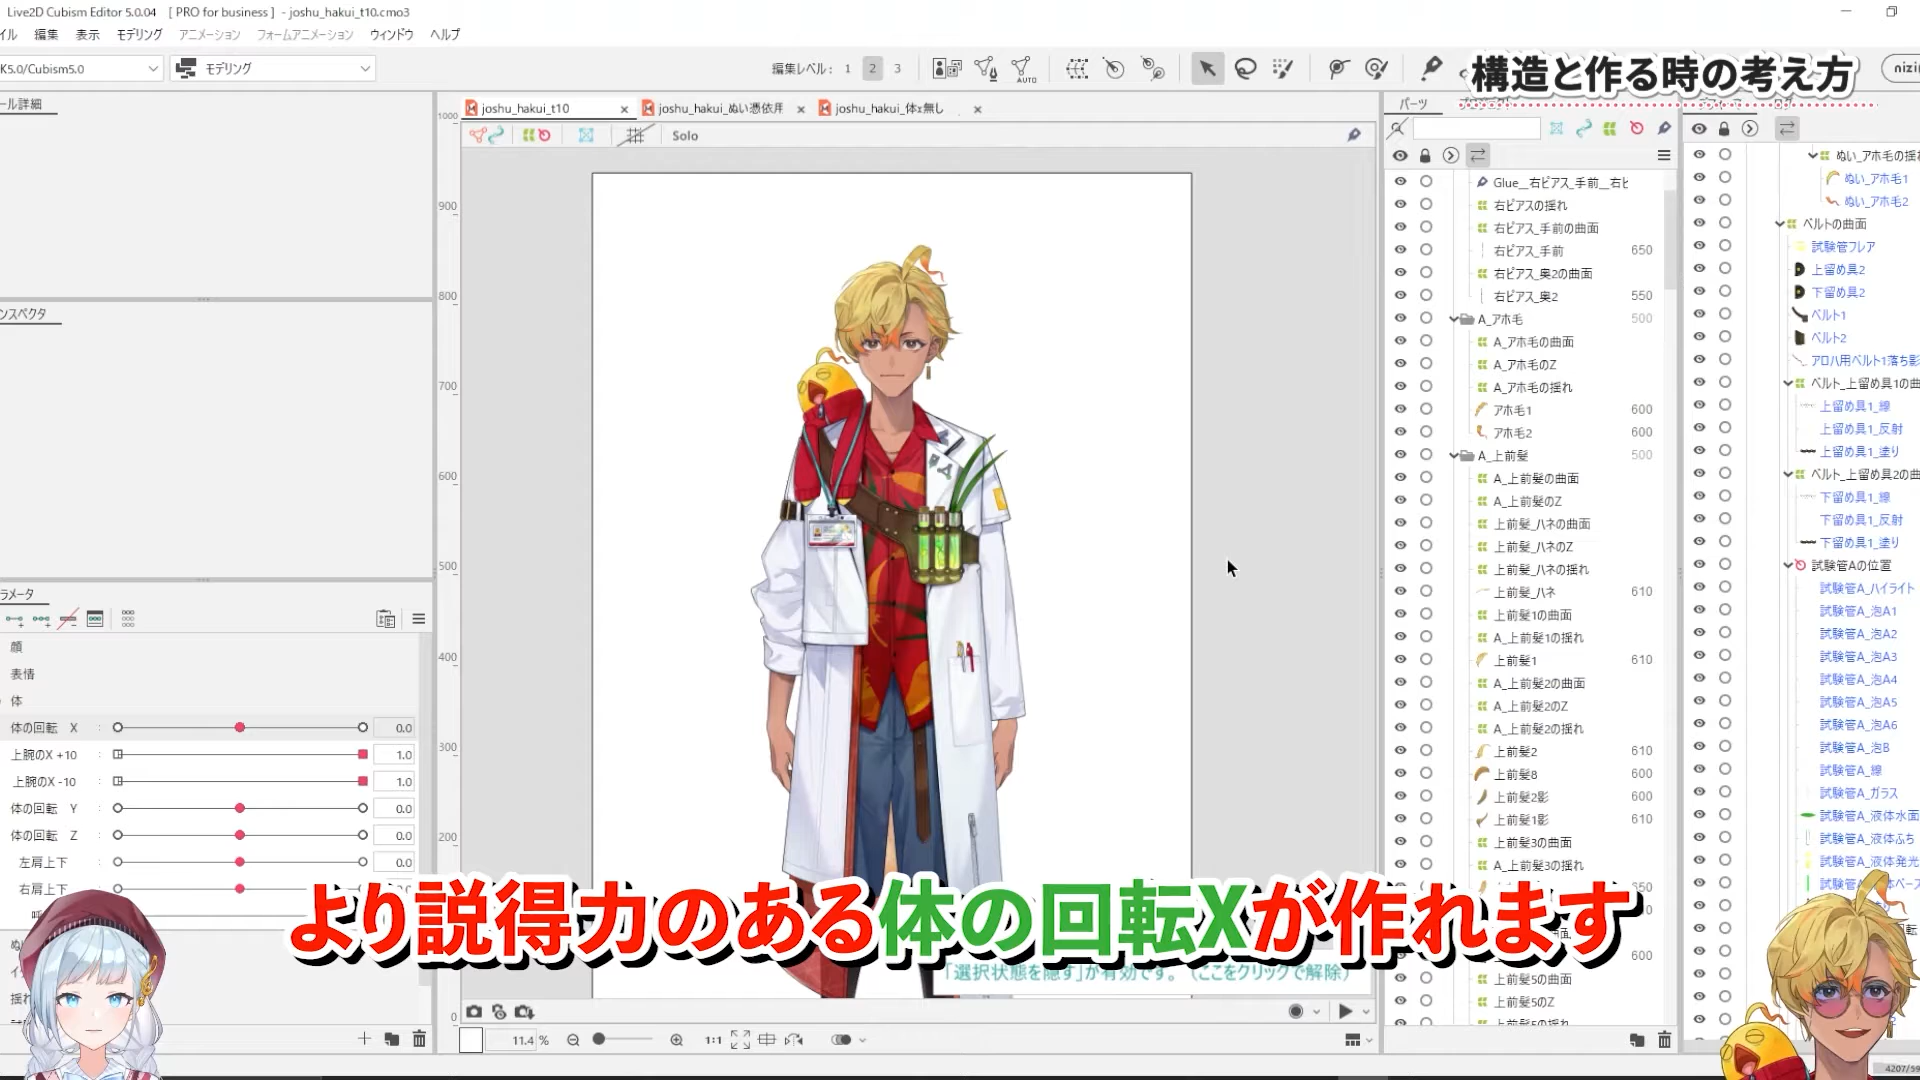 Live2D Cubism Editor 5.0.04 [ PRO for business ] - joshu_hakui_t10.cmo3
イル 編集 表示 モデリング アニメーション フォームアニメーション ウィンドウ ヘルプ
K5.0/Cubism5.0
モデリング
編集レベル： 1 2 3
AUTO
構造と作る時の考え方
nizi
ール詳細
joshu_hakui_t10
joshu_hakui_ぬい憑依用
joshu_hakui_体x無し
Solo
パーツ
1000
900
800
700
600
500
400
300
200
0
Glue__右ピアス_手前__右ピ
右ピアスの揺れ
右ピアス_手前の曲面
右ピアス_手前 650
右ピアス_奥2の曲面
右ピアス_奥2 550
A_アホ毛 500
A_アホ毛の曲面
A_アホ毛のZ
A_アホ毛の揺れ
アホ毛1 600
アホ毛2 600
A_上前髪 500
A_上前髪の曲面
A_上前髪のZ
上前髪_ハネの曲面
上前髪_ハネのZ
上前髪_ハネの揺れ
上前髪_ハネ 610
上前髪1の曲面
A_上前髪1の揺れ
上前髪1 610
A_上前髪2の曲面
A_上前髪2のZ
A_上前髪2の揺れ
上前髪2 610
上前髪8 600
上前髪2影 600
上前髪1影 610
上前髪3の曲面
A_上前髪3の揺れ
600
上前髪5の曲面
上前髪5のZ
上前髪5の揺れ
ぬい_アホ毛の揺れ
ぬい_アホ毛1
ぬい_アホ毛2
ベルトの曲面
試験管フレア
上留め具2
下留め具2
ベルト1
ベルト2
アロハ用ベルト1落ち影
ベルト_上留め具1の曲
上留め具1_線
上留め具1_反射
上留め具1_塗り
ベルト_上留め具2の曲
下留め具1_線
下留め具1_反射
下留め具1_塗り
試験管Aの位置
試験管A_ハイライト
試験管A_泡A1
試験管A_泡A2
試験管A_泡A3
試験管A_泡A4
試験管A_泡A5
試験管A_泡A6
試験管A_泡B
試験管A_線
試験管A_ガラス
試験管A_液体水面
試験管A_液体ふち
試験管A_液体発光
ンスペクタ
ラメータ
顔
表情
体
体の回転 X : 0.0
上腕のX +10 : 1.0
上腕のX -10 : 1.0
体の回転 Y : 0.0
体の回転 Z : 0.0
左肩上下 : 0.0
右肩上下 :
より説得力のある体の回転Xが作れます
「選択状態を隠す」が有効です。（ここをクリックで解除）
11.4 %
1:1